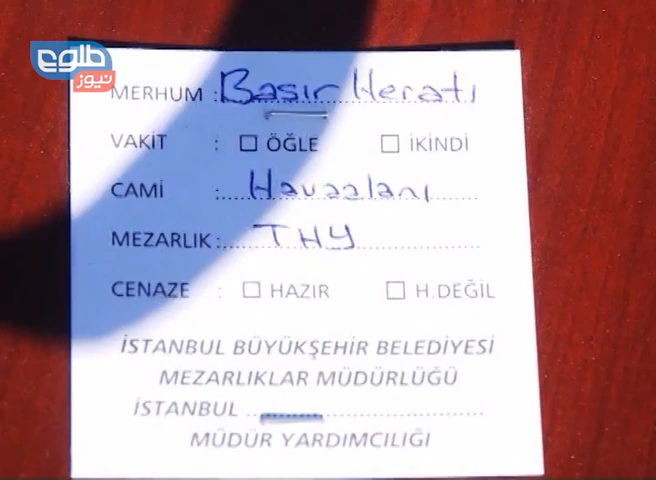 طلوع
نیوز
MERHUM : Basır Heratı
VAKİT : ☐ ÖĞLE ☐ İKİNDİ
CAMİ : Havaalanı
MEZARLIK : THY
CENAZE : ☐ HAZIR ☐ H.DEĞİL
İSTANBUL BÜYÜKŞEHİR BELEDİYESİ
MEZARLIKLAR MÜDÜRLÜĞÜ
İSTANBUL
MÜDÜR YARDIMCILIĞI